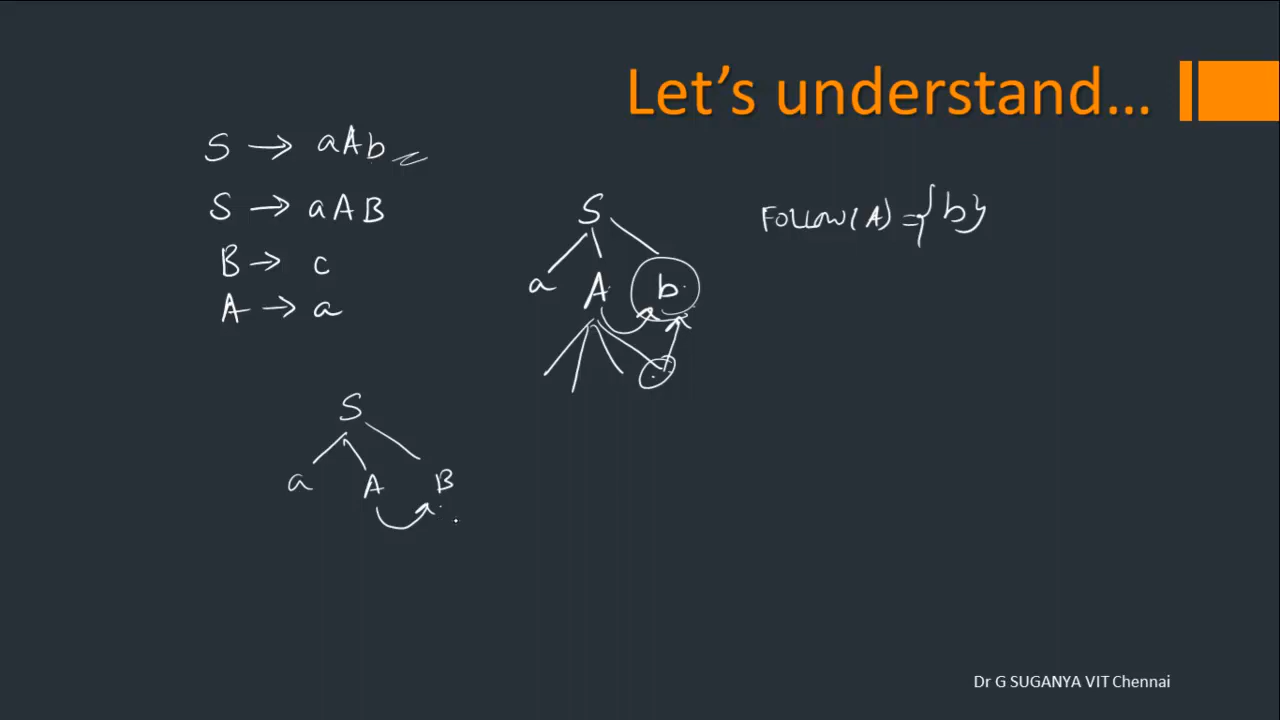 Let's understand...
S → aAb
S → aAB
B → c
A → a
S
a A b
FOLLOW(A) = {b}
S
a A B
Dr G SUGANYA VIT Chennai